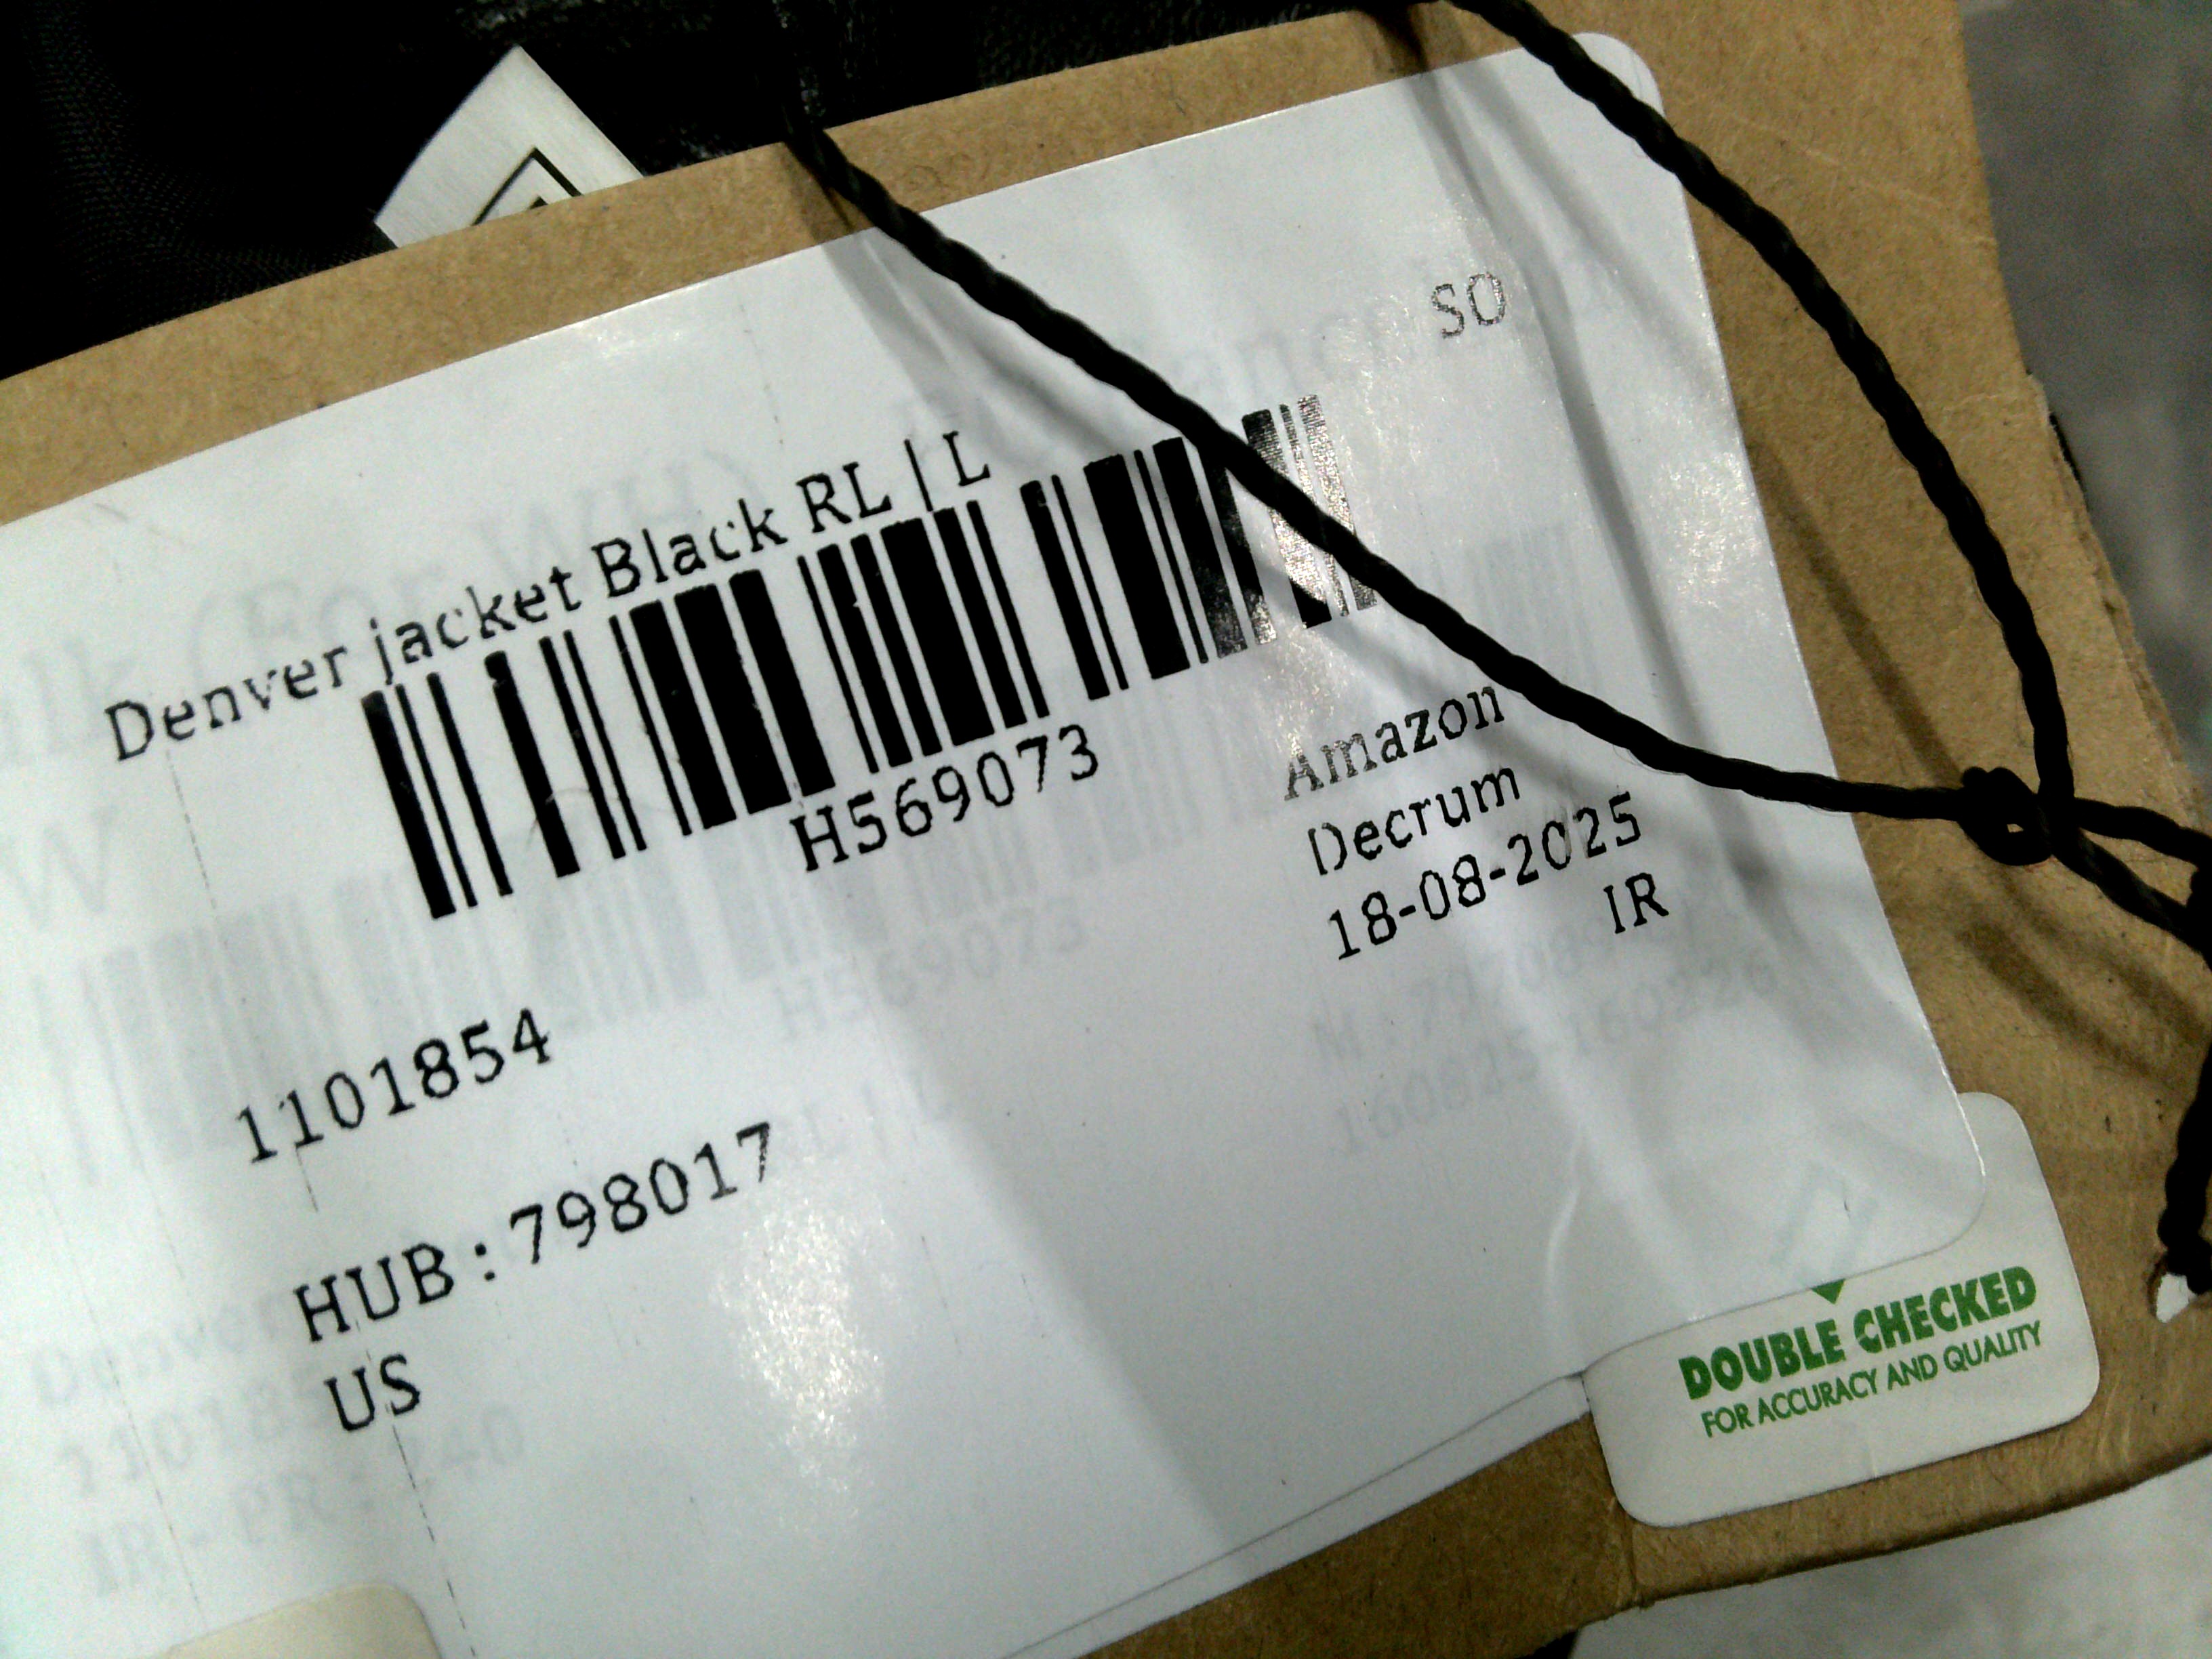 SO
Denver jacket Black RL | L
H569073
Amazon
Decrum
18-08-2025
IR
1101854
HUB : 798017
US
DOUBLE CHECKED
FOR ACCURACY AND QUALITY